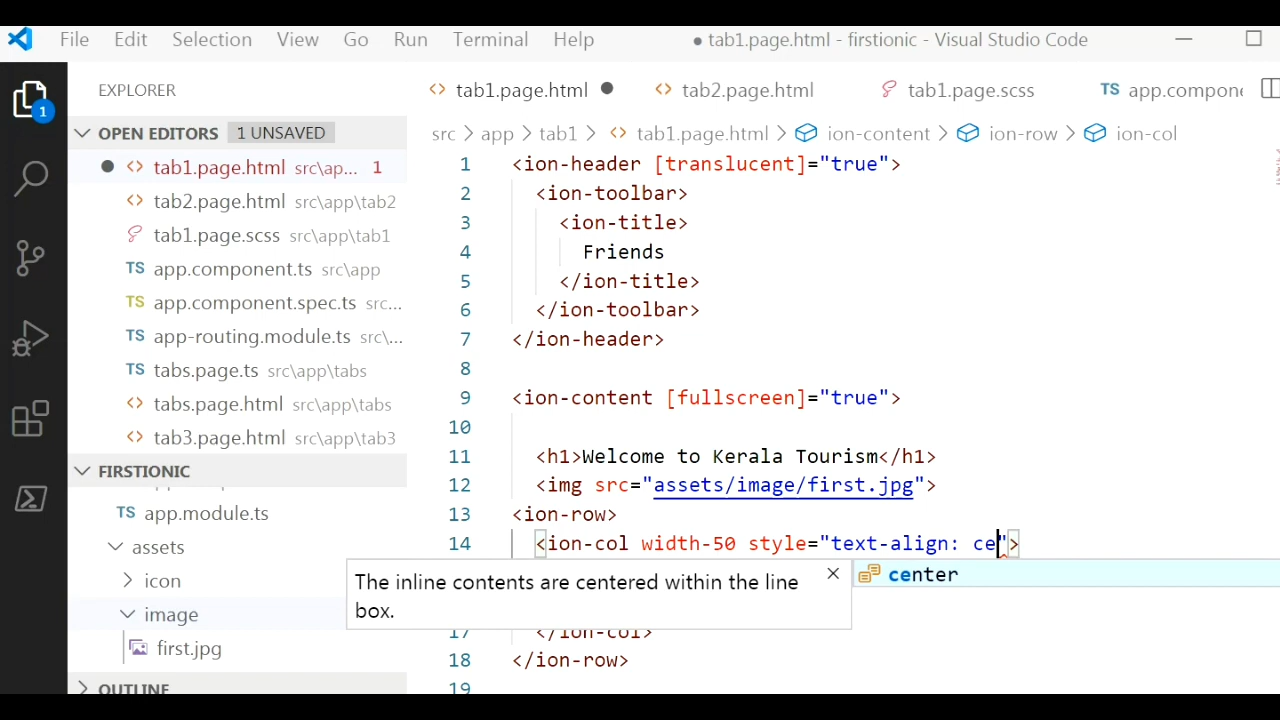 File Edit Selection View Go Run Terminal Help ● tab1.page.html - firstionic - Visual Studio Code
EXPLORER
tab1.page.html tab2.page.html tab1.page.scss TS app.compone
1
OPEN EDITORS 1 UNSAVED
src > app > tab1 > tab1.page.html > ion-content > ion-row > ion-col
tab1.page.html src\ap... 1
tab2.page.html src\app\tab2
tab1.page.scss src\app\tab1
TS app.component.ts src\app
TS app.component.spec.ts src...
TS app-routing.module.ts src\...
TS tabs.page.ts src\app\tabs
tabs.page.html src\app\tabs
tab3.page.html src\app\tab3
FIRSTIONIC
TS app.module.ts
assets
icon
image
first.jpg
OUTLINE
1 <ion-header [translucent]="true">
2 <ion-toolbar>
3 <ion-title>
4 Friends
5 </ion-title>
6 </ion-toolbar>
7 </ion-header>
8
9 <ion-content [fullscreen]="true">
10
11 <h1>Welcome to Kerala Tourism</h1>
12 <img src="assets/image/first.jpg">
13 <ion-row>
14 <ion-col width-50 style="text-align: ce">
The inline contents are centered within the line
box.
center
17 </ion-col>
18 </ion-row>
19